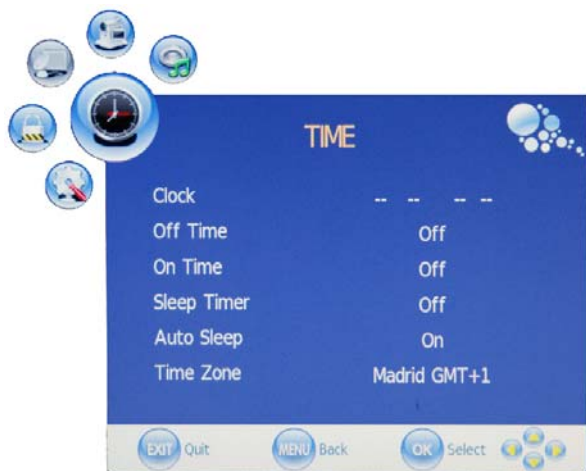 TIME
Clock -- -- -- --
Off Time Off
On Time Off
Sleep Timer Off
Auto Sleep On
Time Zone Madrid GMT+1
EXIT Quit MENU Back OK Select